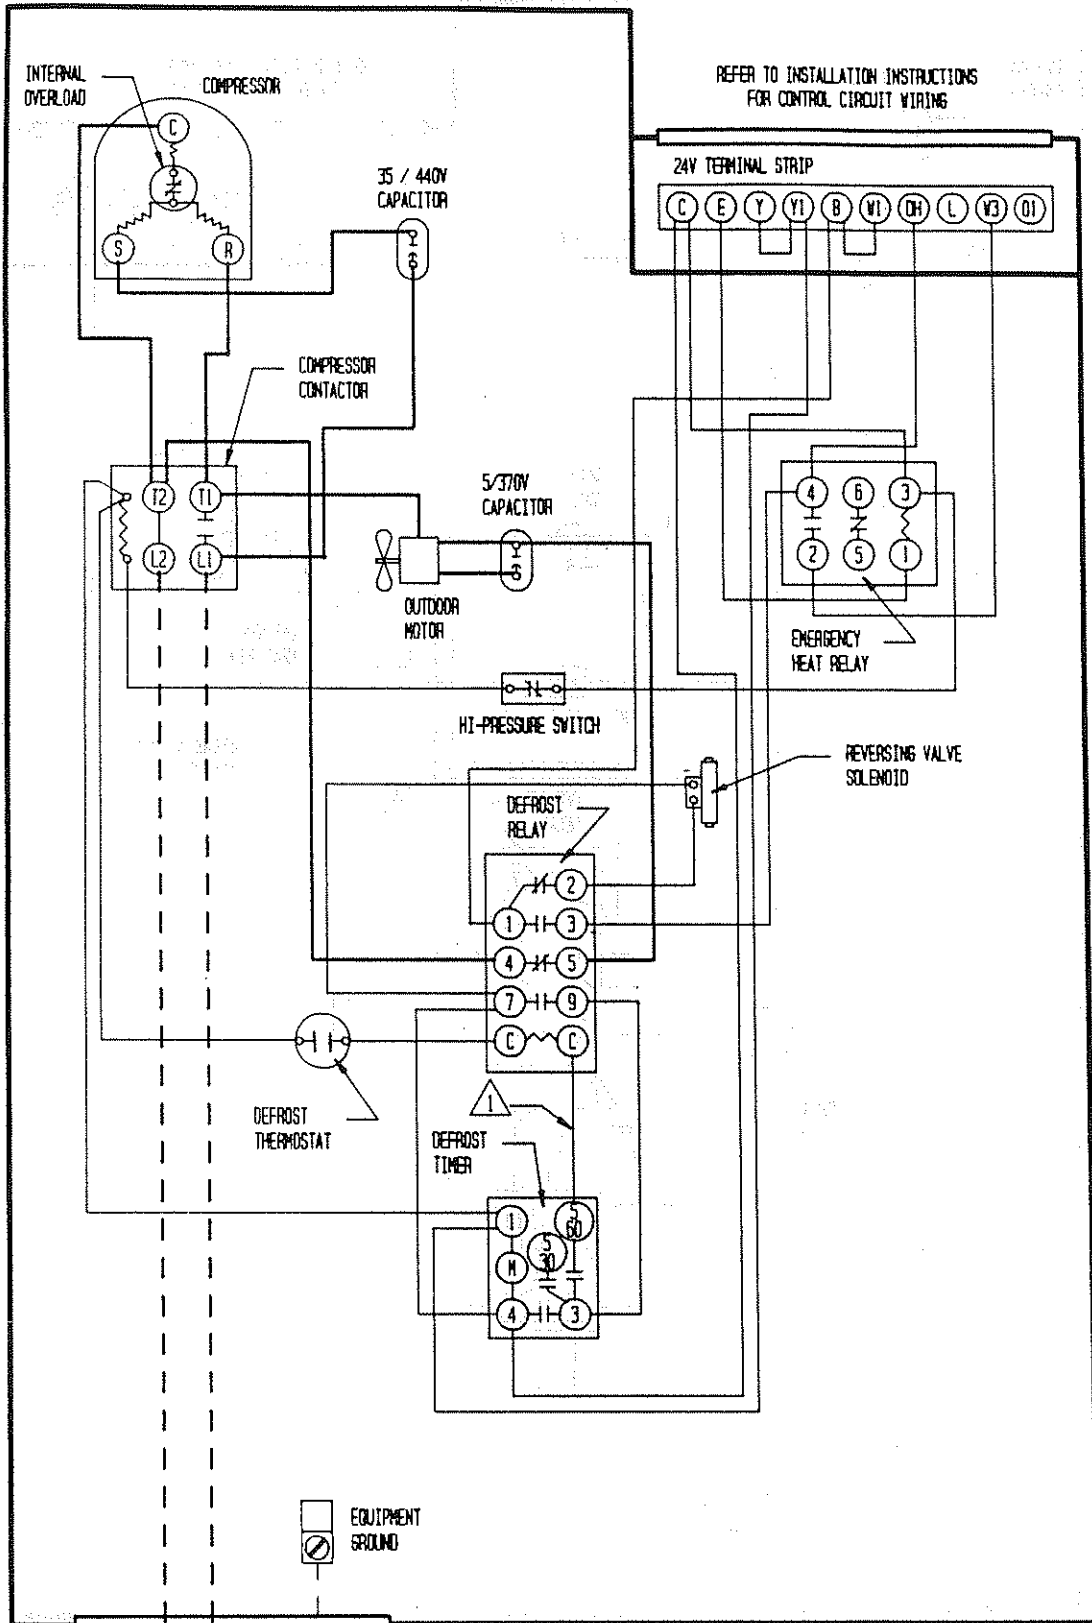 INTERNAL
OVERLOAD
COMPRESSOR
REFER TO INSTALLATION INSTRUCTIONS
FOR CONTROL CIRCUIT WIRING
C
35 / 440V
CAPACITOR
24V TERMINAL STRIP
C E Y Y1 B W1 OH L W3 O1
S R
COMPRESSOR
CONTACTOR
T2 T1
L2 L1
5/370V
CAPACITOR
4 6 3
2 5 1
OUTDOOR
MOTOR
EMERGENCY
HEAT RELAY
HI-PRESSURE SWITCH
REVERSING VALVE
SOLENOID
DEFROST
RELAY
2
1 3
4 5
7 9
C C
DEFROST
THERMOSTAT
1
DEFROST
TIMER
1 5
60
5
30
M
4 3
EQUIPMENT
GROUND